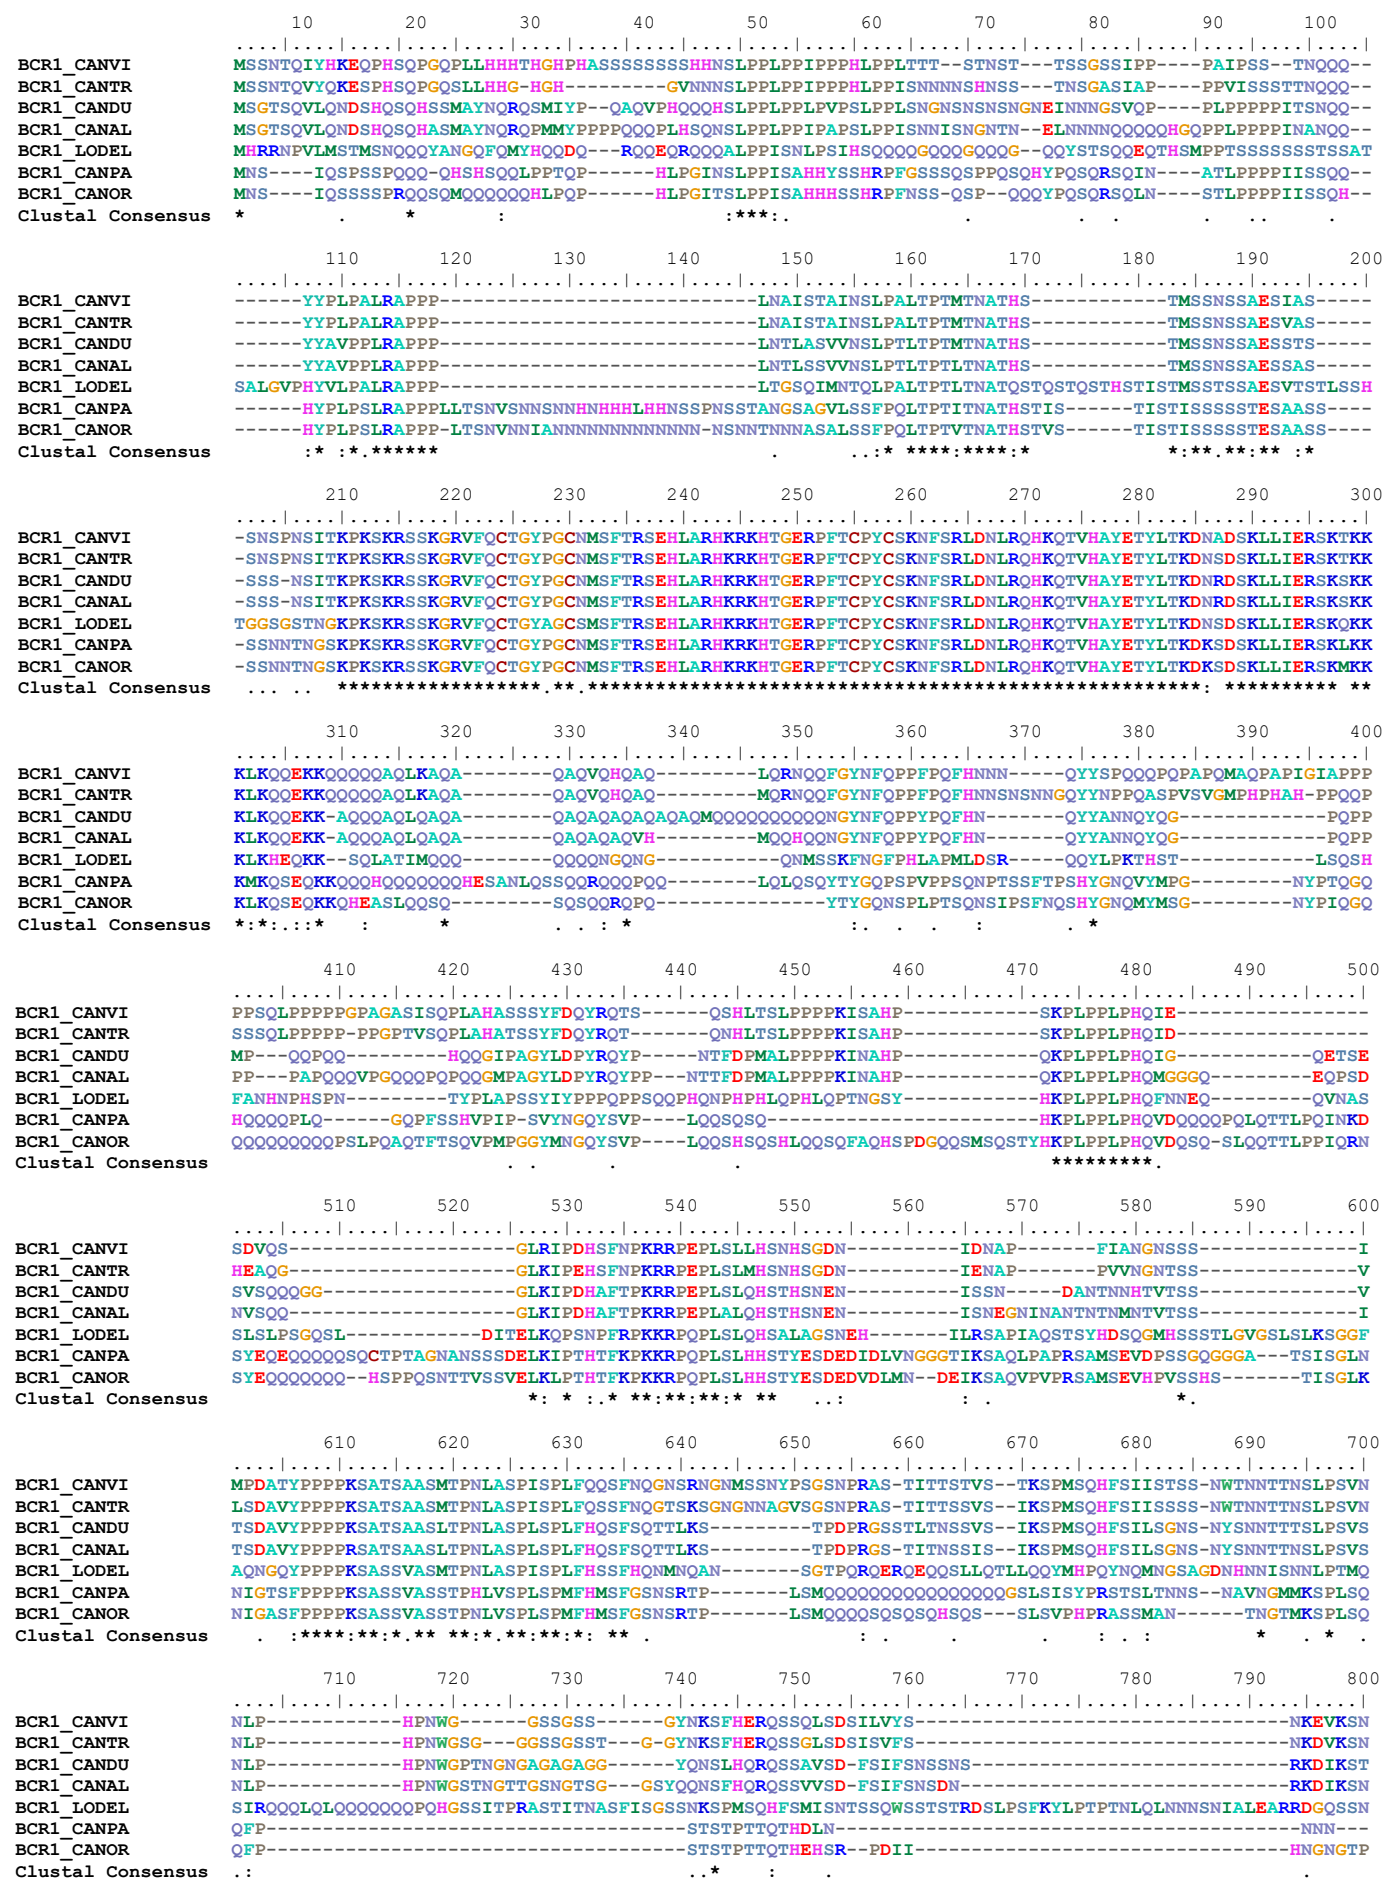 10 20 30 40 50 60 70 80 90 100
....|....|....|....|....|....|....|....|....|....|....|....|....|....|....|....|....|....|....|....|
BCR1_CANVI MSSNTQIYHKEQPHSQPGQPLLHHHTHGHPHASSSSSSSSHHNSLPPLPPIPPPHLPPLTTT--STNST--TSSGSSIPP----PAIPSS--TNQQQ--
BCR1_CANTR MSSNTQVYQKESPHSQPGQSLLHHG-HGH---------GVNNNSLPPLPPIPPPHLPPISNNNNSHNSS--TNSGASIAP----PPVISSSTTNQQQ--
BCR1_CANDU MSGTSQVLQNDSHQSQHSSMAYNQRQSMIYP--QAQVPHQQQHSLPPLPPLPVPSLPPLSNGNSNSNSNGNEINNNGSVQP----PLPPPPPITSNQQ--
BCR1_CANAL MSGTSQVLQNDSHQSQHASMAYNQRQPMMYPPPPQQQPLHSQNSLPPLPPIPAPSLPPISNNISNGNTN--ELNNNNQQQQQHGQPPLPPPPINANQQ--
BCR1_LODEL MHRRNPVLMSTMSNQQQYANGQFQMYHQQDQ--RQQEQRQQQALPPISNLPSIHSQQQQGQQQGQQQG--QQYSTSQQEQTHSMPPTSSSSSSSTSSAT
BCR1_CANPA MNS---IQSPSSPQQQ-QHSHSQQLPPTQP------HLPGINSLPPISAHHYSSHRPFGSSSQSPPQSQHYPQSQRSQIN---ATLPPPPIISSQQ--
BCR1_CANOR MNS---IQSSSSPRQQSQMQQQQQQHLPQP------HLPGITSLPPISAHHHSSHRPFNSS-QSP-QQQYPQSQRSQLN----STLPPPPIISSQH--
Clustal Consensus * . * : :***:. . . . . .. .
110 120 130 140 150 160 170 180 190 200
....|....|....|....|....|....|....|....|....|....|....|....|....|....|....|....|....|....|....|....|
BCR1_CANVI ------YYPLPALRAPPP----------------------------LNAISTAINSLPALTPTMTNATHS------------TMSSNSSAESIAS-----
BCR1_CANTR ------YYPLPALRAPPP----------------------------LNAISTAINSLPALTPTMTNATHS------------TMSSNSSAESVAS-----
BCR1_CANDU ------YYAVPPLRAPPP----------------------------LNTLASVVNSLPTLTPTMTNATHS------------TMSSNSSAESSTS-----
BCR1_CANAL ------YYAVPLLRAPPP----------------------------LNTLSSVVNSLPTLTPTLTNATHS------------TMSSNSSAESSAS-----
BCR1_LODEL SALGVPHYVLPALRAPPP----------------------------LTGSQIMNTQLPALTPTLTNATQSTQSTQSTHSTISTMSSTSSAESVTSTLSSH
BCR1_CANPA ------HYPLPSLRAPPPLLTSNVSNNSNNHNHHHLHHNSSPNSSTANGSAGVLSSFPQLTPTITNATHSTIS------TISTISSSSSTESAASS----
BCR1_CANOR ------HYPLPSLRAPPP-LTSNVNNIANNNNNNNNNNNNN-NSNNTNNNASALSSFPQLTPTVTNATHSTVS------TISTISSSSSTESAASS----
Clustal Consensus :* :*.****** . ..:* ****:****:* *:** **:** :*
210 220 230 240 250 260 270 280 290 300
....|....|....|....|....|....|....|....|....|....|....|....|....|....|....|....|....|....|....|....|
BCR1_CANVI -SNSPNSITKPKSKRSSKGRVFQCTGYPGCNMSFTRSEHLARHKRKHTGERPFTCPYCSKNFSRLDNLRQHKQTVHAYETYLTKDNADSKLLIERSKTKK
BCR1_CANTR -SNSPNSITKPKSKRSSKGRVFQCTGYPGCNMSFTRSEHLARHKRKHTGERPFTCPYCSKNFSRLDNLRQHKQTVHAYETYLTKDNSDSKLLIERSKTKK
BCR1_CANDU -SSS-NSITKPKSKRSSKGRVFQCTGYPGCNMSFTRSEHLARHKRKHTGERPFTCPYCSKNFSRLDNLRQHKQTVHAYETYLTKDNRDSKLLIERSKSKK
BCR1_CANAL -SSS-NSITKPKSKRSSKGRVFQCTGYPGCNMSFTRSEHLARHKRKHTGERPFTCPYCSKNFSRLDNLRQHKQTVHAYETYLTKDNRDSKLLIERSKSKK
BCR1_LODEL TGGSGSTNGKPKSKRSSKGRVFQCTGYAGCSMSFTRSEHLARHKRKHTGERPFTCPYCSKNFSRLDNLRQHKQTVHAYETYLTKDNSDSKLLIERSKQKK
BCR1_CANPA -SSNNTNGSKPKSKRSSKGRVFQCTGYPGCNMSFTRSEHLARHKRKHTGERPFTCPYCSKNFSRLDNLRQHKQTVHAYETYLTKDKSDSKLLIERSKLKK
BCR1_CANOR -SSNNTNGSKPKSKRSSKGRVFQCTGYPGCNMSFTRSEHLARHKRKHTGERPFTCPYCSKNFSRLDNLRQHKQTVHAYETYLTKDKSDSKLLIERSKMKK
Clustal Consensus ... .. ******************.**.******************************************************: ********** **
310 320 330 340 350 360 370 380 390 400
....|....|....|....|....|....|....|....|....|....|....|....|....|....|....|....|....|....|....|....|
BCR1_CANVI KLKQQEKKQQQQQAQLKAQA--------QAQVQHQAQ---------LQRNQQFGYNFQPPFPQFHNNN-----QYYSPQQQPQPAPQMAQPAPIGIAPPP
BCR1_CANTR KLKQQEKKQQQQQAQLKAQA--------QAQVQHQAQ---------MQRNQQFGYNFQPPFPQFHNNSNSNNGQYYNPPQASPVSVGMPHPHAH-PPQQP
BCR1_CANDU KLKQQEKK-AQQQAQLQAQA--------QAQAQAQAQAQMQQQQQQQQQQNGYNFQPPYPQFHN------QYYANNQYQG-----------PQPP
BCR1_CANAL KLKQQEKK-AQQQAQLQAQA--------QAQAQAQVH---------MQQHQQNGYNFQPPYPQFHN-------QYYANNQYQG-----------PQPP
BCR1_LODEL KLKHEQKK--SQLATIMQQQ--------QQQQNGQNG-----------QNMSSKFNGFPHLAPMLDSR-----QQYLPKTHST------------LSQSH
BCR1_CANPA KMKQSEQKKQQQHQQQQQQQHESANLQSSQQRQQQPQQ------LQLQSQYTYGQPSPVPPSQNPTSSFTPSHYGNQVYMPG-------NYPTQGQ
BCR1_CANOR KLKQSEQKKQHEASLQQSQ---------SQSQQRQPQ---------------YTYGQNSPLPTSQNSIPSFNQSHYGNQMYMSG---------NYPIQGQ
Clustal Consensus *:*:.::* : * . . : * :. . . : . *
410 420 430 440 450 460 470 480 490 500
....|....|....|....|....|....|....|....|....|....|....|....|....|....|....|....|....|....|....|....|
BCR1_CANVI PPSQLPPPPPGPAGASISQPLAHASSSYFDQYRQTS------QSHLTSLPPPPKISAHP------------SKPLPPLPHQIE-----------------
BCR1_CANTR SSSQLPPPPP-PPGPTVSQPLAHATSSYFDQYRQT-------QNHLTSLPPPPKISAHP------------SKPLPPLPHQID-----------------
BCR1_CANDU MP---QQPQQ---------HQQGIPAGYLDPYRQYP-----NTFDPMALPPPPKINAHP------------QKPLPPLPHQIG------------QETSE
BCR1_CANAL PP---PAPQQQVPGQQQPQPQQGMPAGYLDPYRQYPP---NTTFDPMALPPPPKINAHP------------QKPLPPLPHQMGGGQ---------EQPSD
BCR1_LODEL FANHNPHSPN---------TYPLAPSSYIYPPPQPPSQQPHQNPHPHLQPHLQPTNGSY------------HKPLPPLPHQFNNEQ---------QVNAS
BCR1_CANPA HQQQQPLQ-------GQPFSSHVPIP-SVYNGQYSVP----LQQSQSQ------------------------HKPLPPLPHQVDQQQQPQLQTTLPQINKD
BCR1_CANOR QQQQQQQQQPSLPQAQTFTSQVPMPGGYMNGQYSVP----LQQSHSQSHLQQSQFAQHSPDGQQSMSQSTYHKPLPPLPHQVDQSQ-SLQQTTLPPIQRN
Clustal Consensus . . . . *********.
510 520 530 540 550 560 570 580 590 600
....|....|....|....|....|....|....|....|....|....|....|....|....|....|....|....|....|....|....|....|
BCR1_CANVI SDVQS--------------------GLRIPDHSFNPKRRPEPLSLLHSNHSGDN----------IDNAP-------FIANGNSSS--------------I
BCR1_CANTR HEAQG--------------------GLKIPEHSFNPKRRPEPLSLMHSNHSGDN----------IENAP-------PVVNGNTSS--------------V
BCR1_CANDU SVSQQQGG-----------------GLKIPDHAFTPKRRPEPLSLQHSTHSNEN----------ISSN-----DANTNNHTVTSS--------------V
BCR1_CANAL NVSQQ--------------------GLKIPDHAFTPKRRPEPLALQHSTHSNEN----------ISNEGNINANTNTMNTVTSS---------------I
BCR1_LODEL SLSLPSGQSL------------DITELKQPSNPFRPKKRPQPLSLQHSALAGSNEH-------ILRSAPIAQSTSYHDSQGMHSSSSTLGVGSLSLKSGGF
BCR1_CANPA SYEQEQQQQQSQCTPTAGNANSSSDELKIPTHTFKPKKRPQPLSLHHSTYESDEDIDLVNGGGTIKSAQLPAPRSAMSEVDPSSGQGGGA---TSISGLN
BCR1_CANOR SYEQQQQQQQ--HSPPQSNTTVSSVELKLPTHTFKPKKRPQPLSLHHSTYESDEDVDLMN--DEIKSAQVPVPRSAMSEVHPVSSHS-------TISGLK
Clustal Consensus *: * :.* **:**:**:* ** ..: : . *.
610 620 630 640 650 660 670 680 690 700
....|....|....|....|....|....|....|....|....|....|....|....|....|....|....|....|....|....|....|....|
BCR1_CANVI MPDATYPPPPKSATSAASMTPNLASPISPLFQQSFNQGNSRNGNMSSNYPSGSNPRAS-TITTSTVS--TKSPMSQHFSIISTSS-NWTNNTTNSLPSVN
BCR1_CANTR LSDAVYPPPPKSATSAASMTPNLASPISPLFQSSFNQGTSKSGNGNNAGVSGSNPRAS-TITTSTVS--TKSPMSQHFSIISSSS-NWTNNTTNSLPSVN
BCR1_CANDU TSDAVYPPPPKSATSAASLTPNLASPLSPLFHQSFSQTTLKS---------TPDPRGSSTLTNSSVS--IKSPMSQHFSILSGNS-NYSNNTTTSLPSVS
BCR1_CANAL TSDAVYPPPPRSATSAASLTPNLASPLSPLFHQSFSQTTLKS---------TPDPRGS-TITNSSIS--IKSPMSQHFSILSGNS-NYSNNTTNSLPSVS
BCR1_LODEL AQNGQYPPPPKSASSVASMTPNLASPISPLFHSSFHQNMNQAN--------SGTPQRQERQEQQSLLQTLLQQYMHPQYNQMNGSAGDHNNNISNNLPTMQ
BCR1_CANPA NIGTSFPPPPKSASSVASSTPHLVSPLSPMFHMSFGSNSRTP-------LSMQQQQQQQQQQQQQQQGSLSISYPRSTSLTNNS-NAVNGMMKSPLSQ
BCR1_CANOR NIGASFPPPPKSASSVASSTPNLVSPLSPMFHMSFGSNSRTP-------LSMQQQQSQSQSQHSQS---SLSVPHPRASSMAN-----TNGTMKSPLSQ
Clustal Consensus . :****:**:*.** **:*.**:**:*: ** . : . . . : . : * . * .
710 720 730 740 750 760 770 780 790 800
....|....|....|....|....|....|....|....|....|....|....|....|....|....|....|....|....|....|....|....|
BCR1_CANVI NLP------------HPNWG------GSSGSS------GYNKSFHERQSSQLSDSILVYS---------------------------------NKEVKSN
BCR1_CANTR NLP------------HPNWGSG---GGSSGSST---G-GYNKSFHERQSSGLSDSISVFS---------------------------------NKDVKSN
BCR1_CANDU NLP------------HPNWGPTNGNGAGAGAGG------YQNSLHQRQSSAVSD-FSIFSNSSNS----------------------------RKDIKST
BCR1_CANAL NLP------------HPNWGSTNGTTGSNGTSG---GSYQQNSFHQRQSSVVSD-FSIFSNSDN-----------------------------RKDIKSN
BCR1_LODEL SIRQQQLQLQQQQQQQPQHGSSITPRASTITNASFISGSSNKSPMSQHFSMISNTSSQWSSTSTRDSLPSFKYLPTPTNLQLNNNSNIALEARRDGQSSN
BCR1_CANPA QFP-------------------------------------STSTPTTQTHDLN-----------------------------------------NNN---
BCR1_CANOR QFP-------------------------------------STSTPTTQTEHSR--PDII---------------------------------HNGNGTP
Clustal Consensus .: ..* : . .